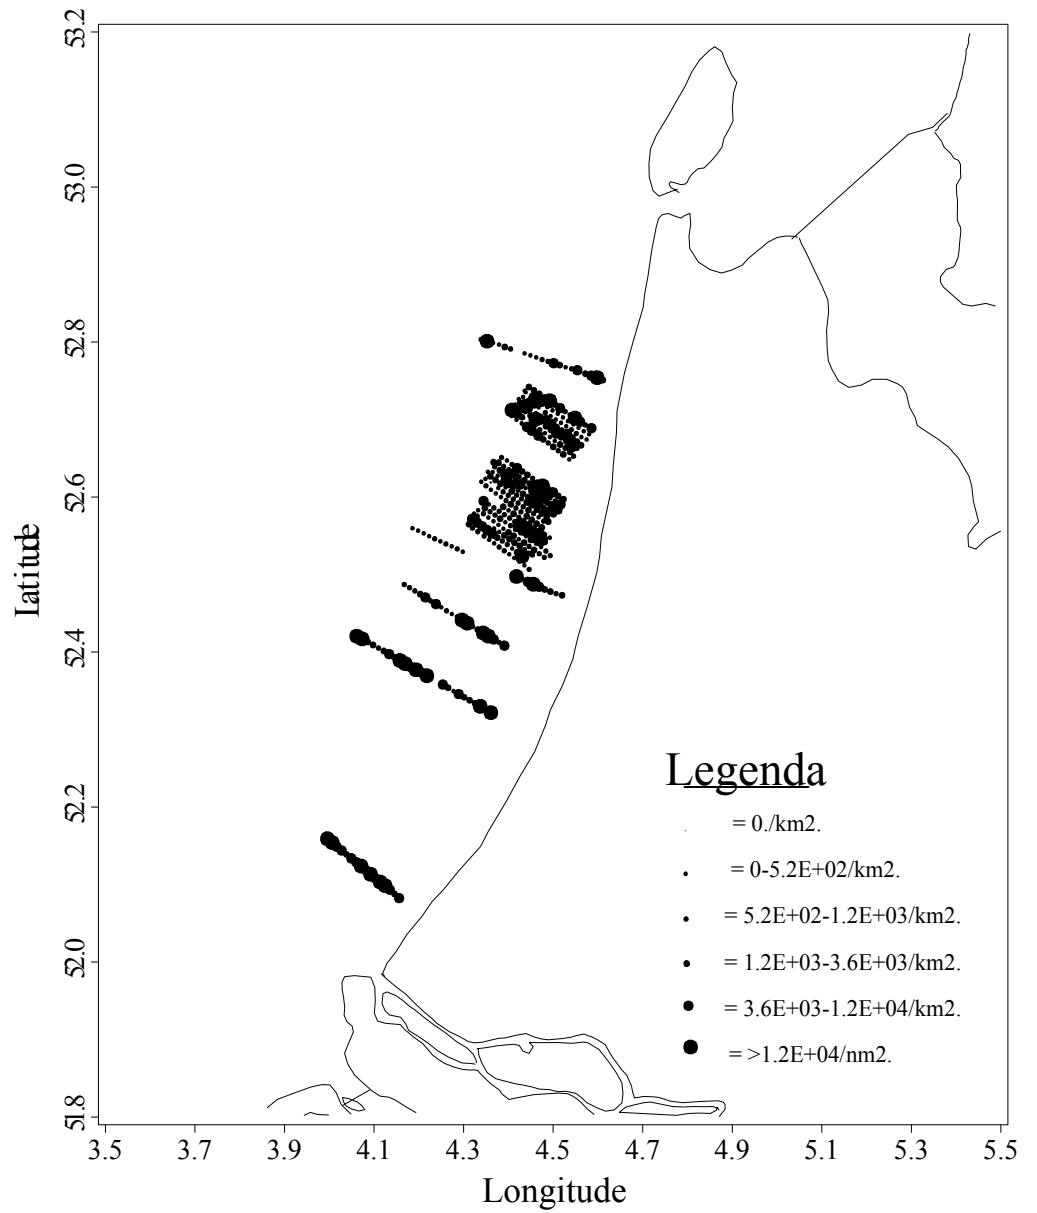 53.2
53.0
52.8
52.6
52.4
52.2
52.0
51.8
latitude
Legenda
= 0./km2.
= 0-5.2E+02/km2.
= 5.2E+02-1.2E+03/km2.
= 1.2E+03-3.6E+03/km2.
= 3.6E+03-1.2E+04/km2.
= >1.2E+04/nm2.
3.5 3.7 3.9 4.1 4.3 4.5 4.7 4.9 5.1 5.3 5.5
Longitude